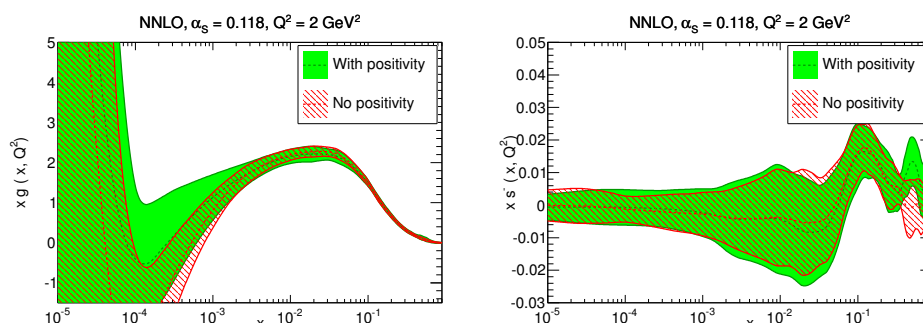 NNLO, α_S = 0.118, Q² = 2 GeV²
x g ( x, Q²)
5
4
3
2
1
0
-1
With positivity
No positivity
10⁻⁵
10⁻⁴
10⁻³
10⁻²
10⁻¹
x
NNLO, α_S = 0.118, Q² = 2 GeV²
x s⁻ ( x, Q²)
0.05
0.04
0.03
0.02
0.01
0
-0.01
-0.02
-0.03
With positivity
No positivity
10⁻⁵
10⁻⁴
10⁻³
10⁻²
10⁻¹
x